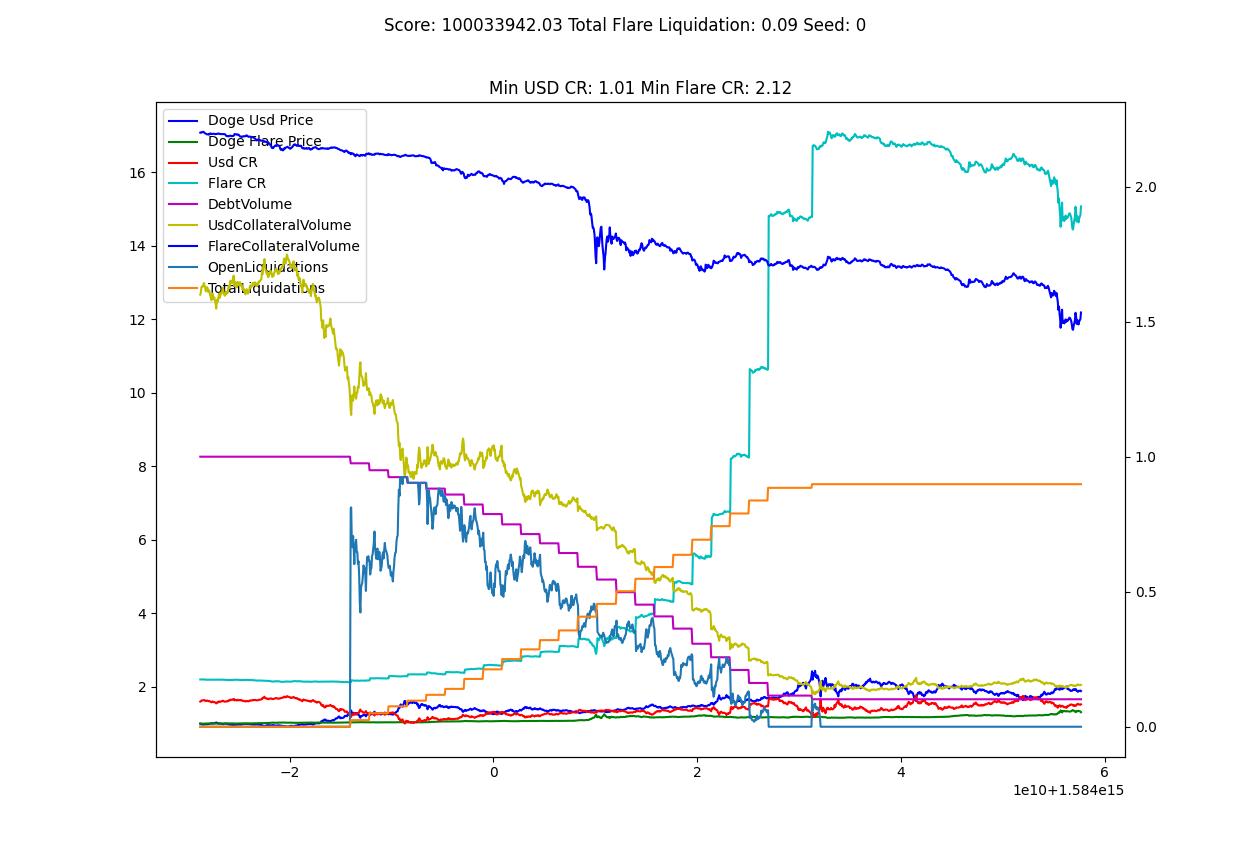 Score: 100033942.03 Total Flare Liquidation: 0.09 Seed: 0
Min USD CR: 1.01 Min Flare CR: 2.12
Doge Usd Price
Doge Flare Price
Usd CR
Flare CR
DebtVolume
UsdCollateralVolume
FlareCollateralVolume
OpenLiquidations
TotalLiquidations
16
14
12
10
8
6
4
2
2.0
1.5
1.0
0.5
0.0
−2
0
2
4
6
1e10+1.584e15